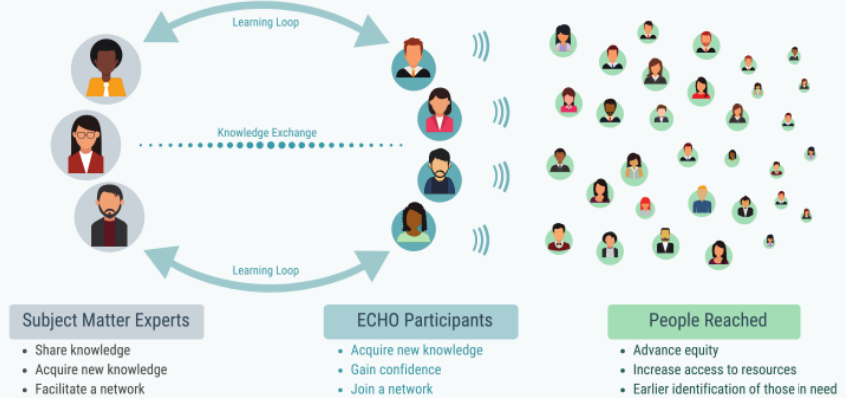 Learning Loop
Knowledge Exchange
Learning Loop
Subject Matter Experts
• Share knowledge
• Acquire new knowledge
• Facilitate a network
ECHO Participants
• Acquire new knowledge
• Gain confidence
• Join a network
People Reached
• Advance equity
• Increase access to resources
• Earlier identification of those in need